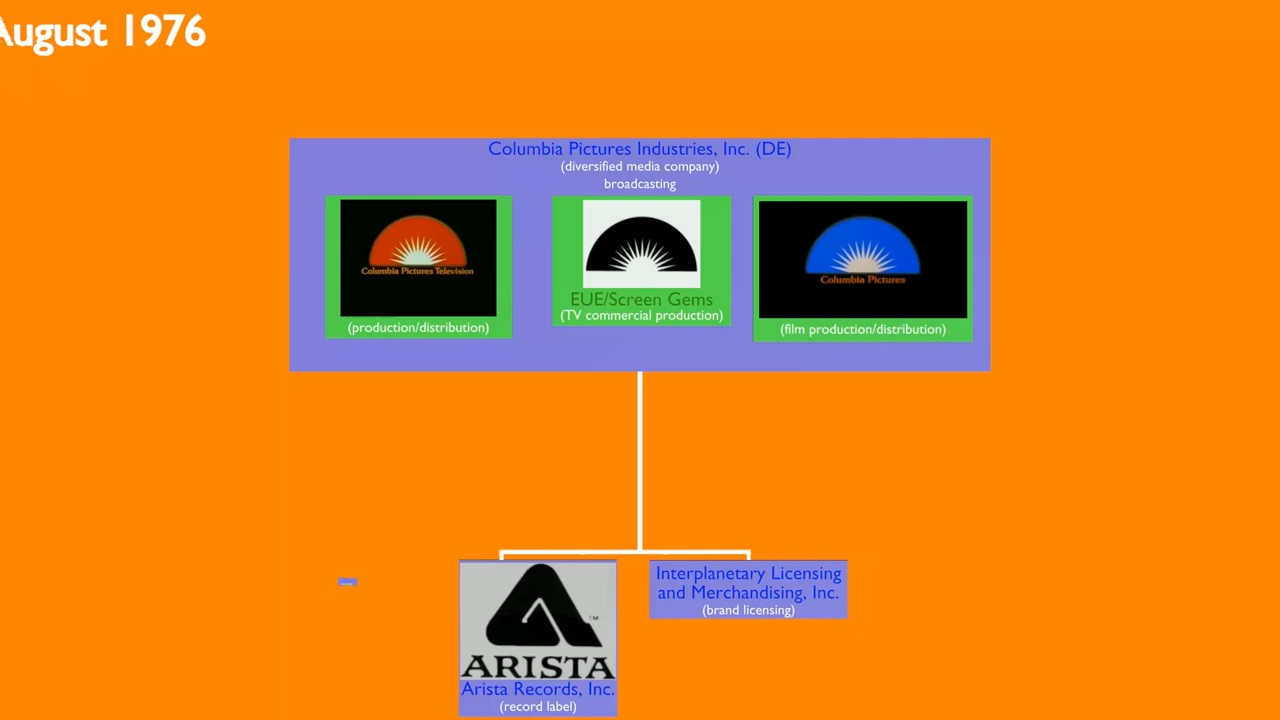 August 1976
Columbia Pictures Industries, Inc. (DE)
(diversified media company)
broadcasting
Columbia Pictures Television
(production/distribution)
EUE/Screen Gems
(TV commercial production)
Columbia Pictures
(film production/distribution)
ARISTA
TM
Arista Records, Inc.
(record label)
Interplanetary Licensing
and Merchandising, Inc.
(brand licensing)